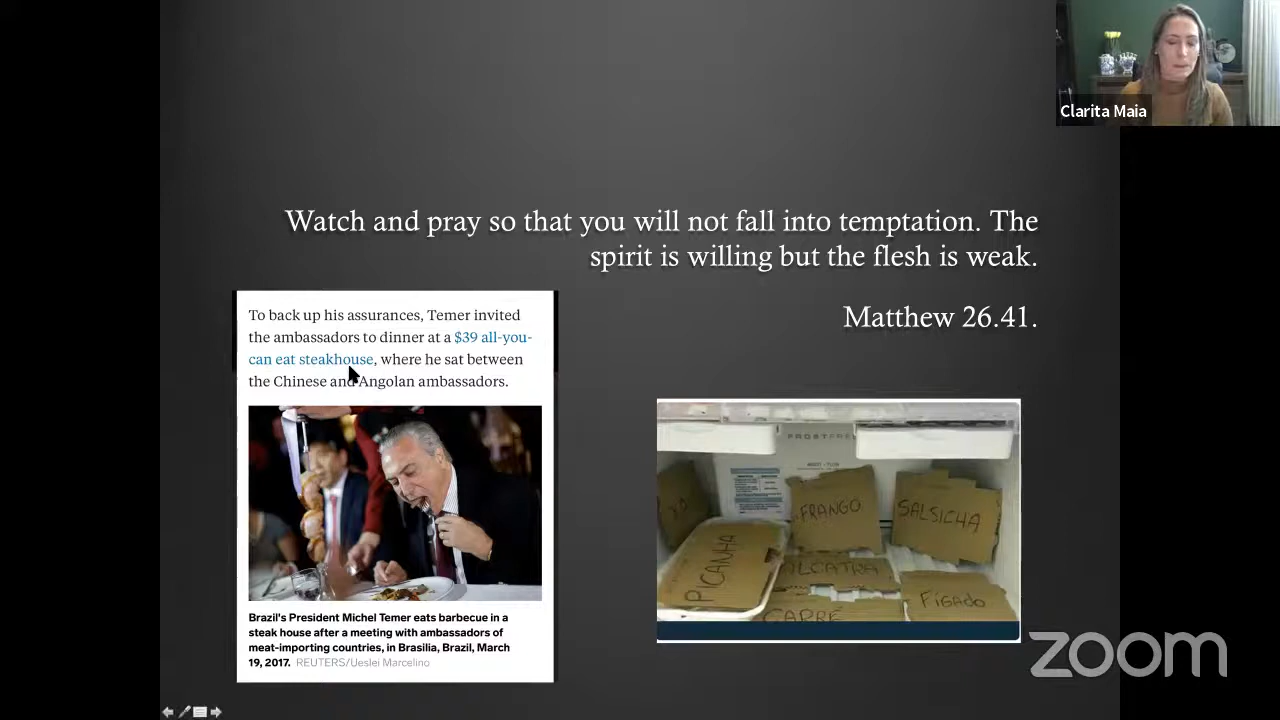 Clarita Maia
Watch and pray so that you will not fall into temptation. The
spirit is willing but the flesh is weak.
Matthew 26.41.
To back up his assurances, Temer invited
the ambassadors to dinner at a $39 all-you-
can eat steakhouse, where he sat between
the Chinese and Angolan ambassadors.
Brazil's President Michel Temer eats barbecue in a
steak house after a meeting with ambassadors of
meat-importing countries, in Brasilia, Brazil, March
19, 2017. REUTERS/Ueslei Marcelino
FRANGO
SALSICHA
PICANHA
ALCATRA
FÍGADO
CAPRE
zoom